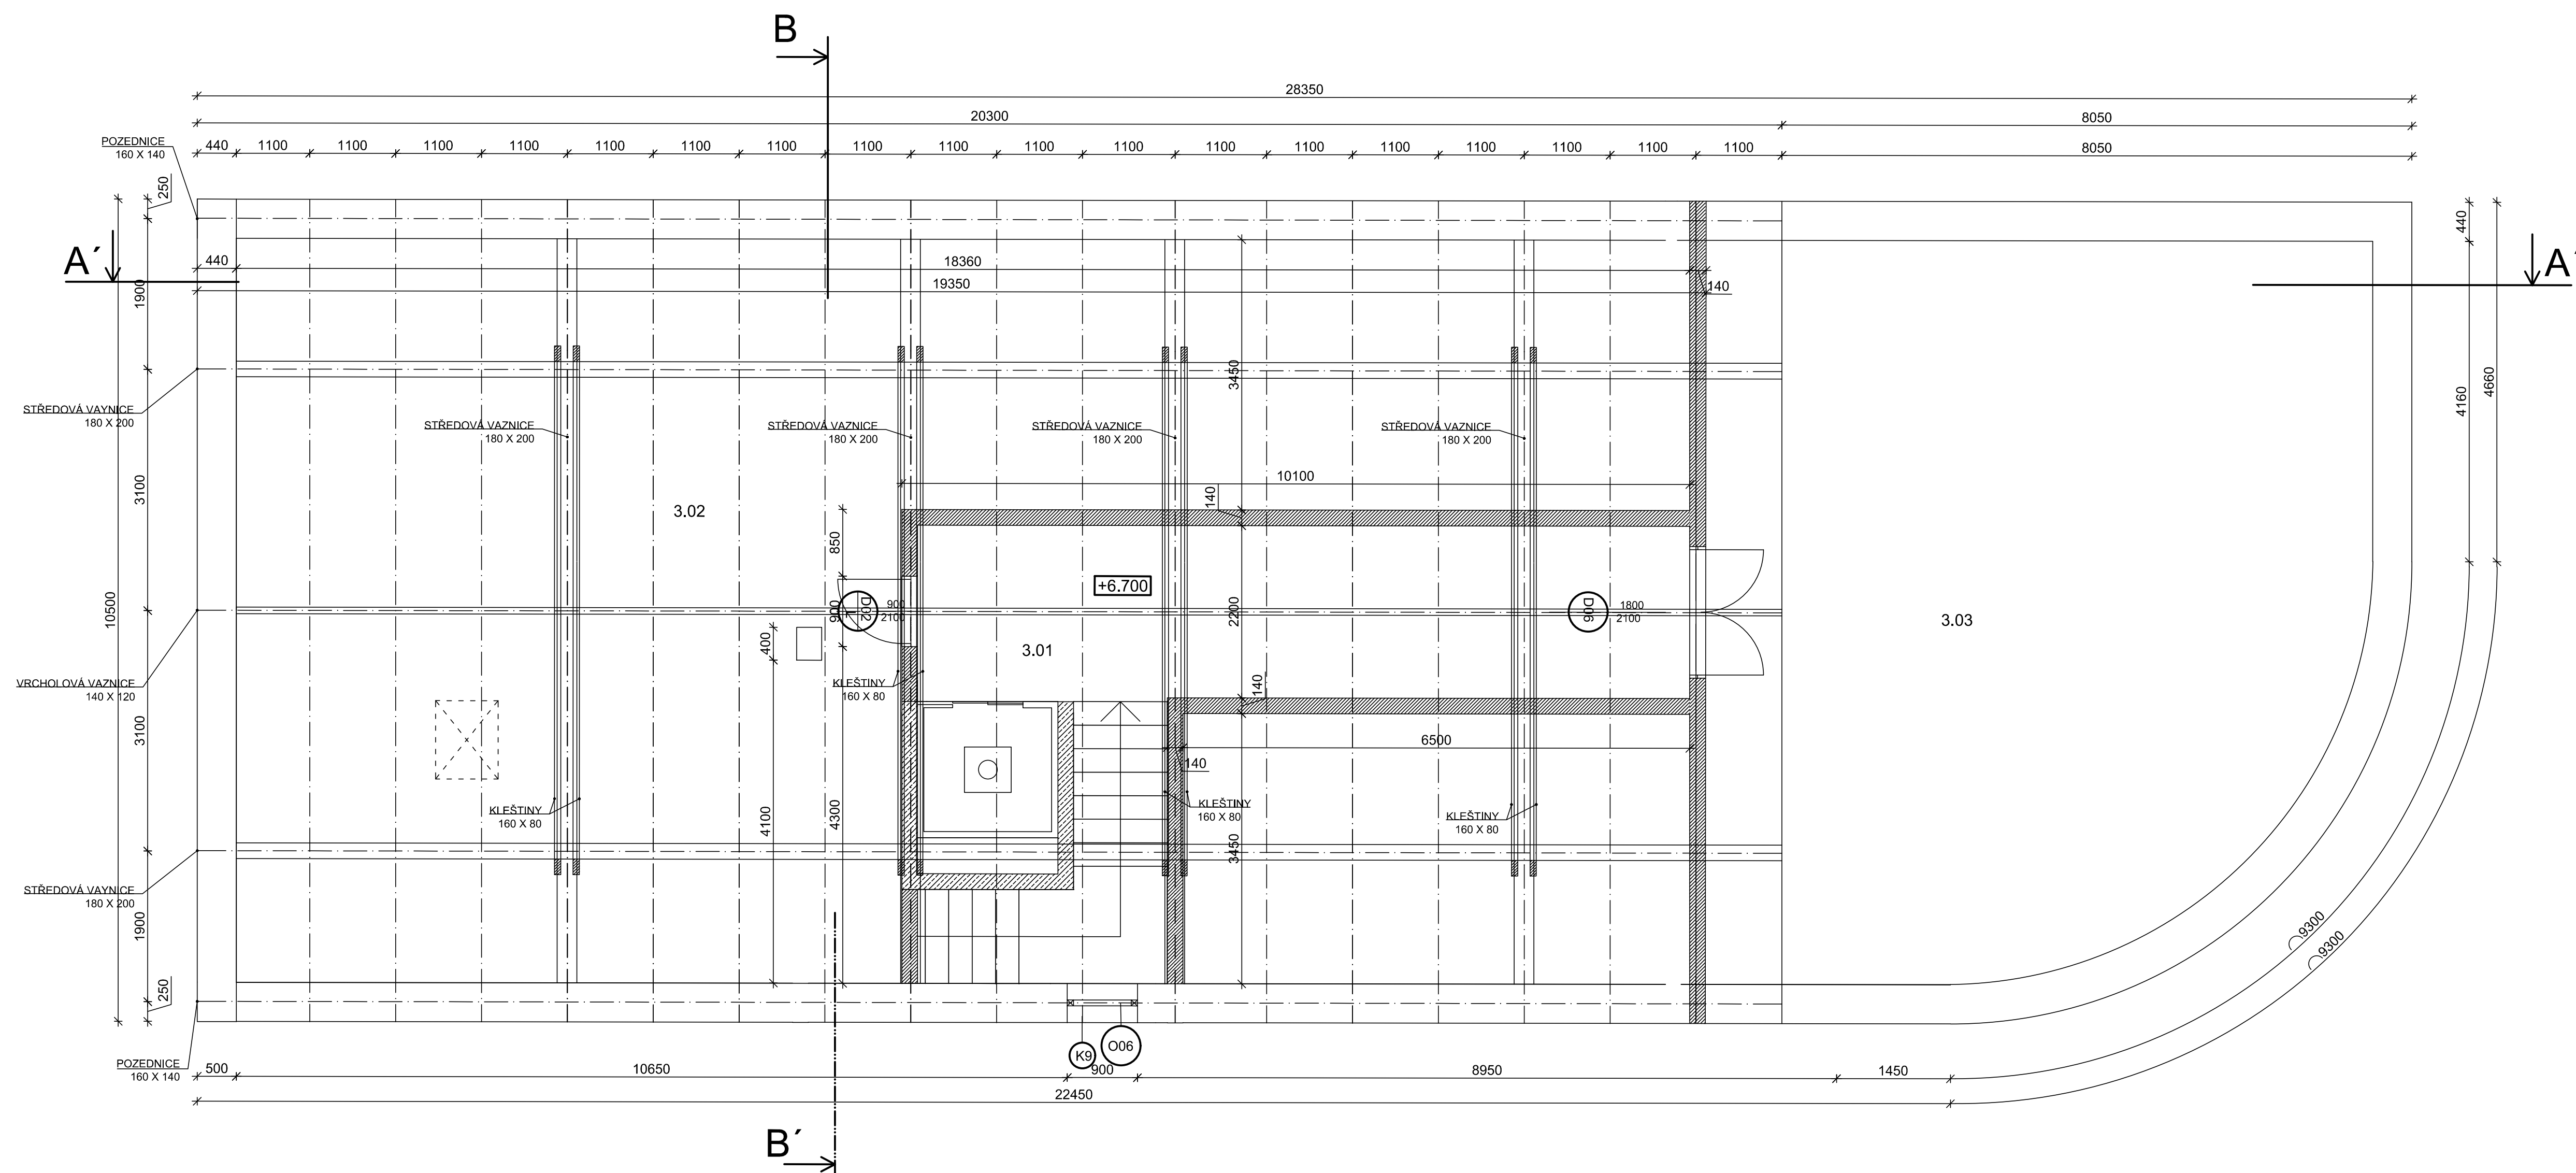 B
28350
20300
8050
POZEDNICE
160 X 140
440 1100 1100 1100 1100 1100 1100 1100 1100 1100 1100 1100 1100 1100 1100 1100 1100 1100 1100
8050
250
440
A´
A´
440
18360
1900
19350
140
3450
4660
4160
STŘEDOVÁ VAYNICE
180 X 200
STŘEDOVÁ VAZNICE
180 X 200
STŘEDOVÁ VAZNICE
180 X 200
STŘEDOVÁ VAZNICE
180 X 200
STŘEDOVÁ VAZNICE
180 X 200
10100
3100
140
3.02
850
+6.700
10500
900
D02
L
900
2100
2200
D06
1800
2100
3.03
400
3.01
VRCHOLOVÁ VAZNICE
140 X 120
KLEŠTINY
160 X 80
140
3100
6500
140
KLEŠTINY
160 X 80
4100
4300
KLEŠTINY
160 X 80
KLEŠTINY
160 X 80
3450
STŘEDOVÁ VAYNICE
180 X 200
1900
9300
9300
250
K9
O06
POZEDNICE
160 X 140
500
10650
900
8950
1450
22450
B´